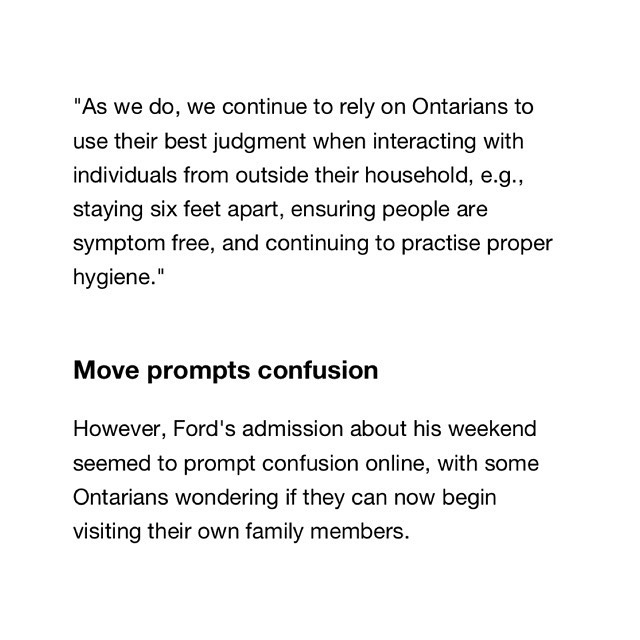 "As we do, we continue to rely on Ontarians to
use their best judgment when interacting with
individuals from outside their household, e.g.,
staying six feet apart, ensuring people are
symptom free, and continuing to practise proper
hygiene."
Move prompts confusion
However, Ford's admission about his weekend
seemed to prompt confusion online, with some
Ontarians wondering if they can now begin
visiting their own family members.